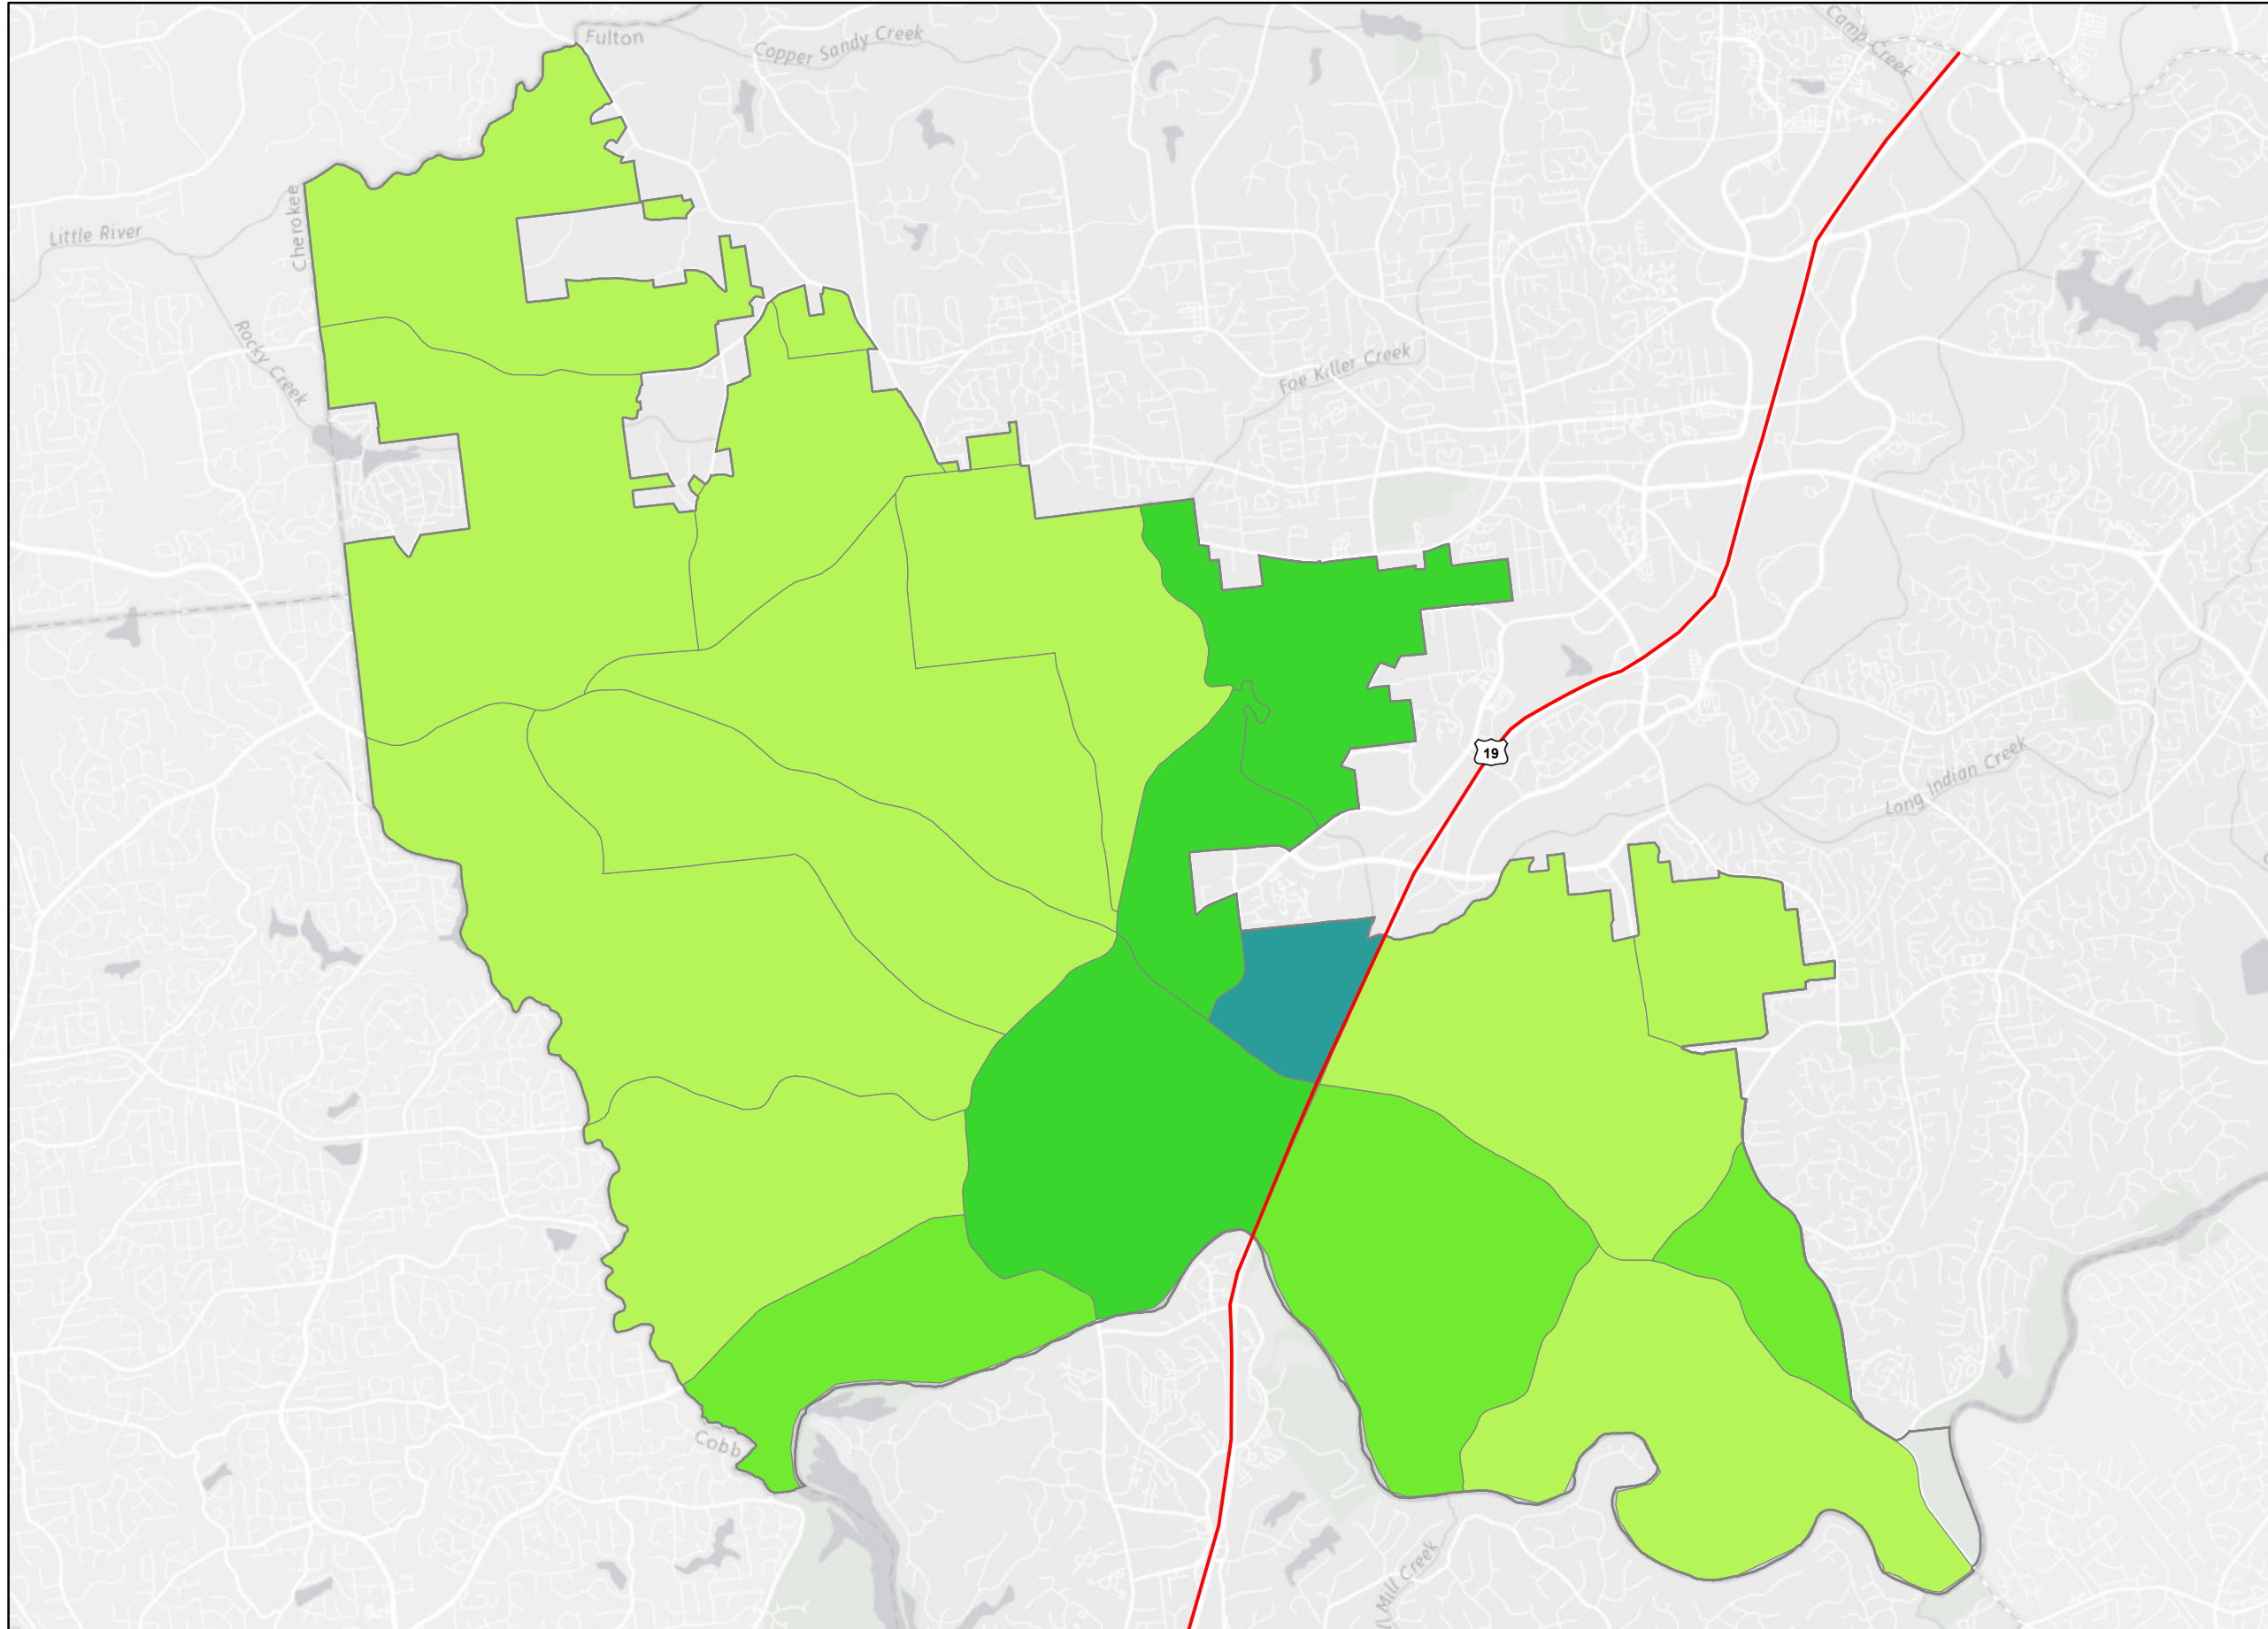 Fulton
Copper Sandy Creek
Camp Creek
Cherokee
Little River
Rocky Creek
Foe Killer Creek
19
Long Indian Creek
Cobb
Mill Creek